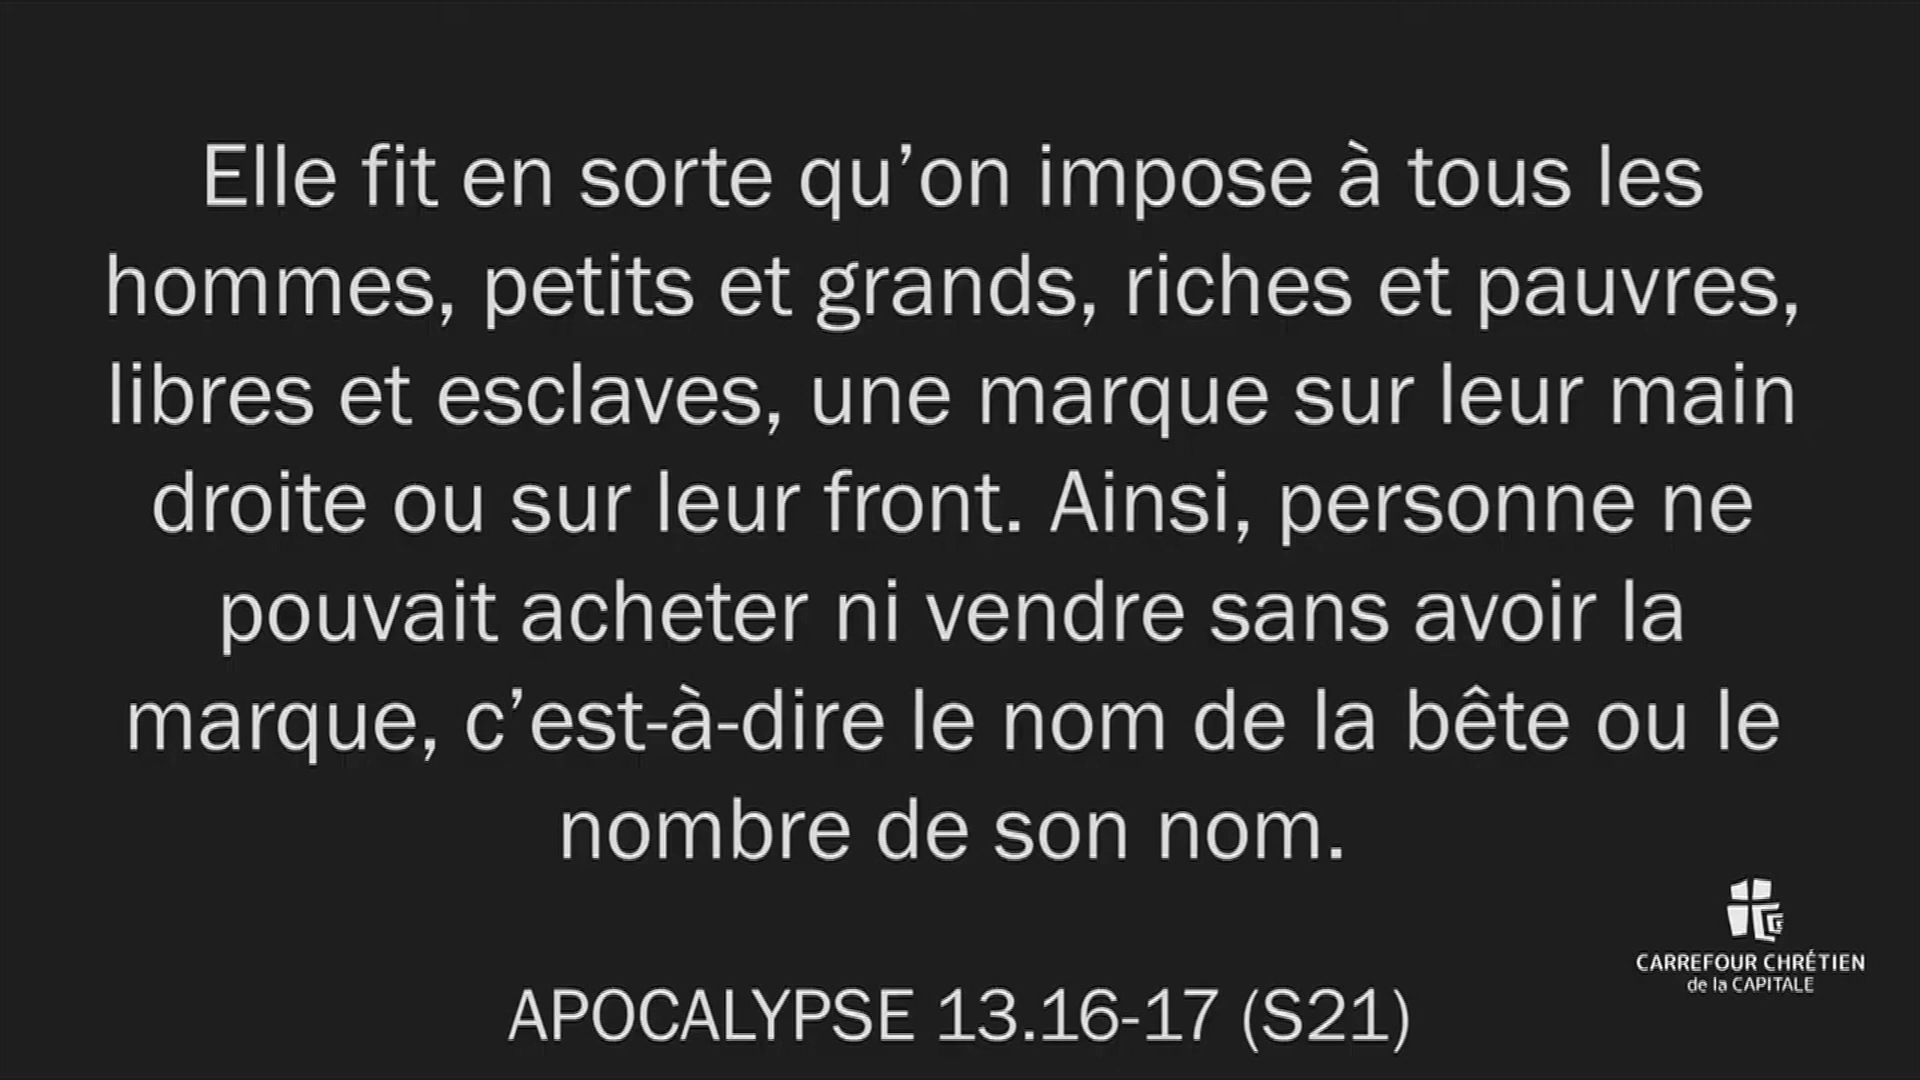 Elle fit en sorte qu’on impose à tous les
hommes, petits et grands, riches et pauvres,
libres et esclaves, une marque sur leur main
droite ou sur leur front. Ainsi, personne ne
pouvait acheter ni vendre sans avoir la
marque, c’est-à-dire le nom de la bête ou le
nombre de son nom.
CARREFOUR CHRÉTIEN
de la CAPITALE
APOCALYPSE 13.16-17 (S21)